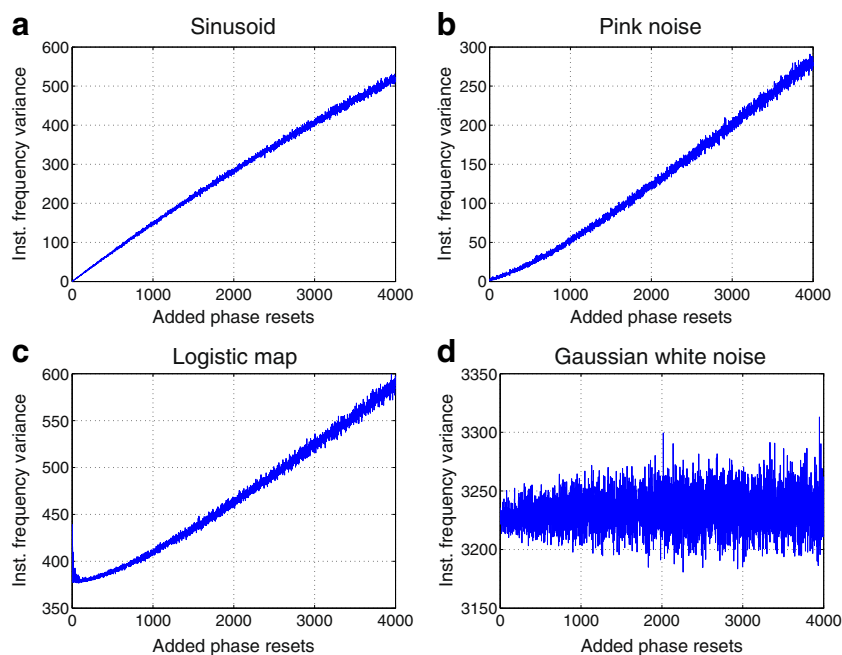 a
Sinusoid
Inst. frequency variance
600
500
400
300
200
100
0
0 1000 2000 3000 4000
Added phase resets
b
Pink noise
Inst. frequency variance
300
250
200
150
100
50
0
0 1000 2000 3000 4000
Added phase resets
c
Logistic map
Inst. frequency variance
600
550
500
450
400
350
0 1000 2000 3000 4000
Added phase resets
d
Gaussian white noise
Inst. frequency variance
3350
3300
3250
3200
3150
0 1000 2000 3000 4000
Added phase resets